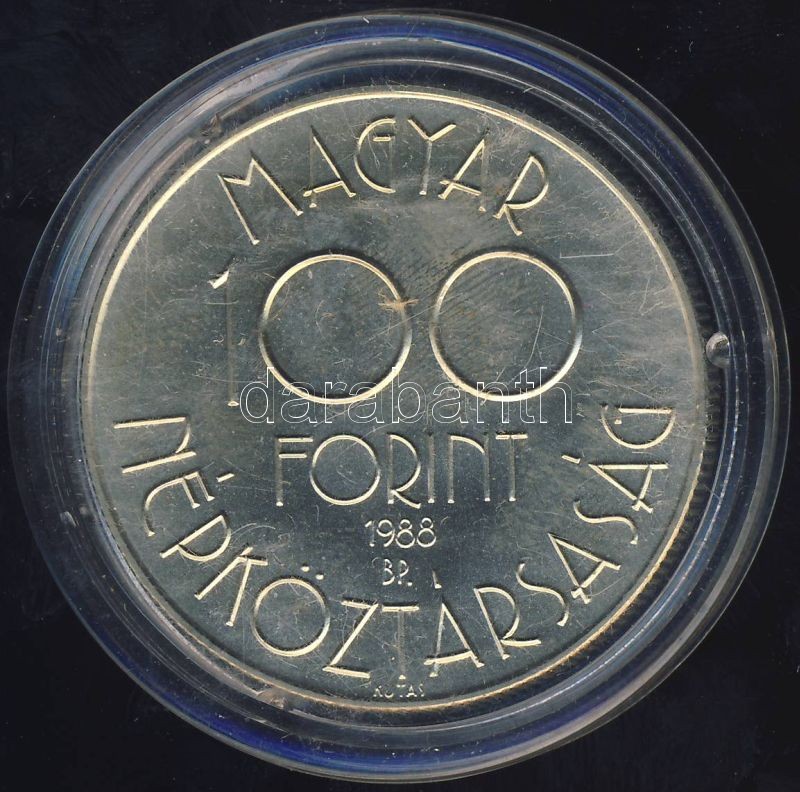 MAGYAR
100
FORINT
1988
BP.
NÉPKÖZTÁRSASÁG
KUTAS
darabanth